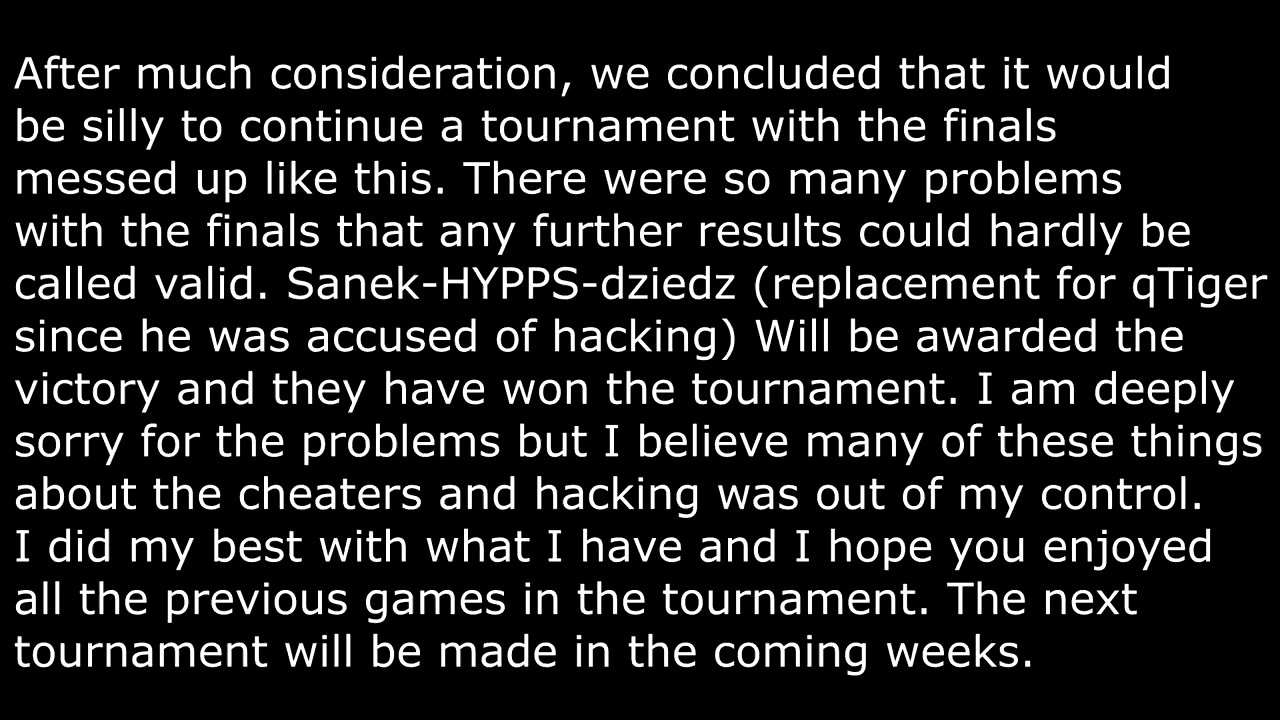 After much consideration, we concluded that it would
be silly to continue a tournament with the finals
messed up like this. There were so many problems
with the finals that any further results could hardly be
called valid. Sanek-HYPPS-dziedz (replacement for qTiger
since he was accused of hacking) Will be awarded the
victory and they have won the tournament. I am deeply
sorry for the problems but I believe many of these things
about the cheaters and hacking was out of my control.
I did my best with what I have and I hope you enjoyed
all the previous games in the tournament. The next
tournament will be made in the coming weeks.